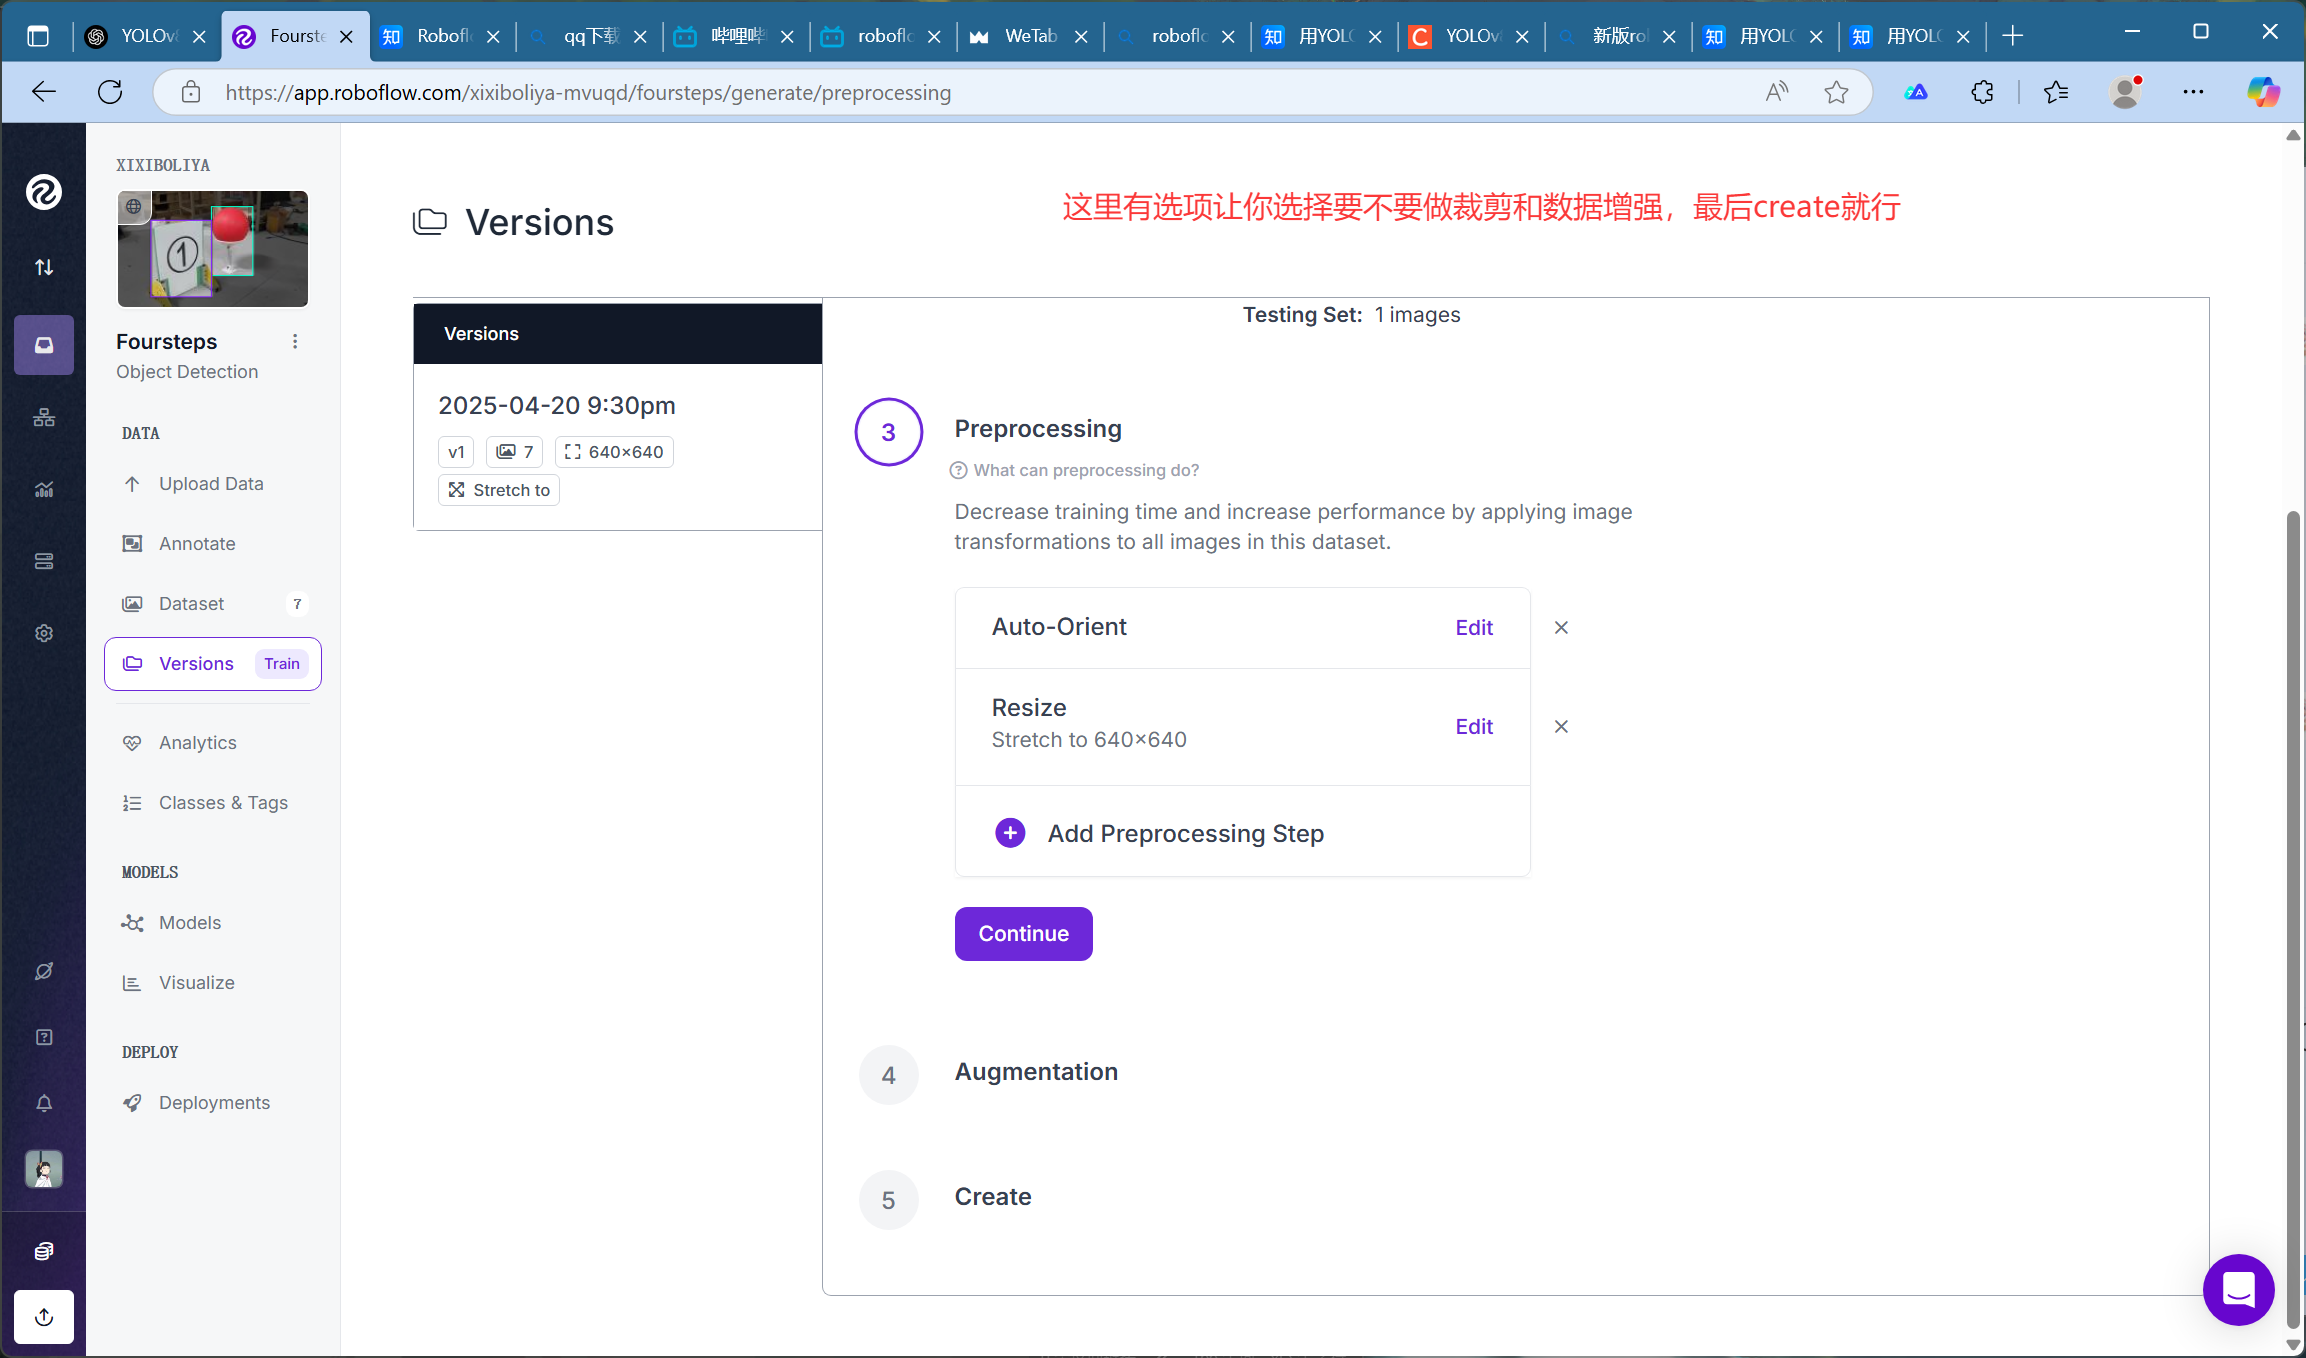 YOLOv
Fourste
Robofl
qq下载
哔哩哔
roboflo
WeTab
roboflo
用YOLO
YOLOv
新版ro
用YOLO
用YOLO
https://app.roboflow.com/xixiboliya-mvuqd/foursteps/generate/preprocessing
XIXIBOLIYA
1
Foursteps
Object Detection
DATA
Upload Data
Annotate
Dataset 7
Versions Train
Analytics
Classes & Tags
MODELS
Models
Visualize
DEPLOY
Deployments
Versions
这里有选项让你选择要不要做裁剪和数据增强，最后create就行
Versions
2025-04-20 9:30pm
v1 7 640×640
Stretch to
Testing Set: 1 images
3 Preprocessing
What can preprocessing do?
Decrease training time and increase performance by applying image
transformations to all images in this dataset.
Auto-Orient Edit
Resize
Stretch to 640×640 Edit
Add Preprocessing Step
Continue
4 Augmentation
5 Create